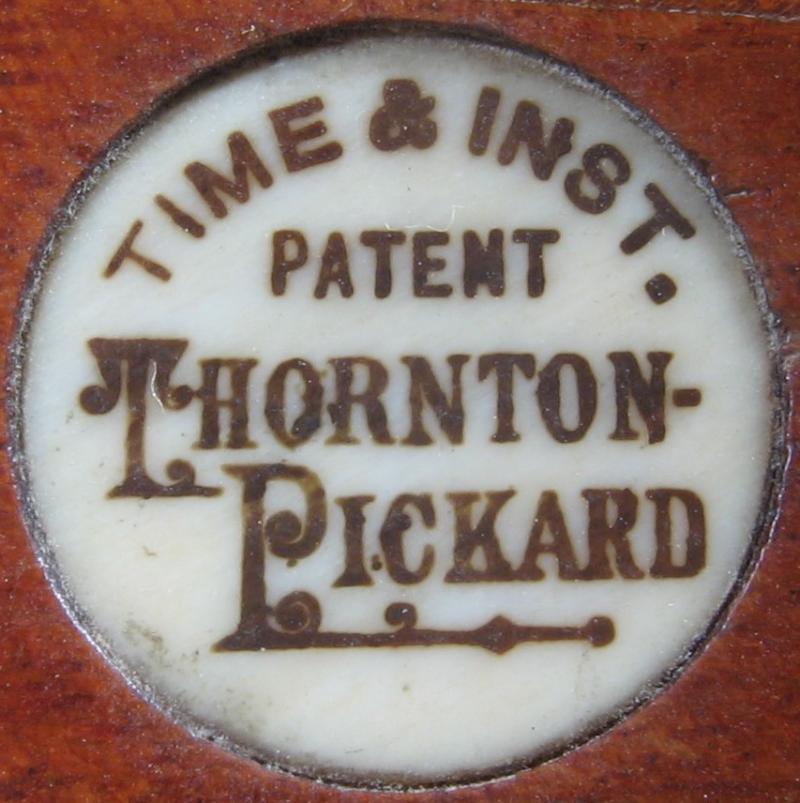 TIME & INST.
PATENT
THORNTON-
PICKARD